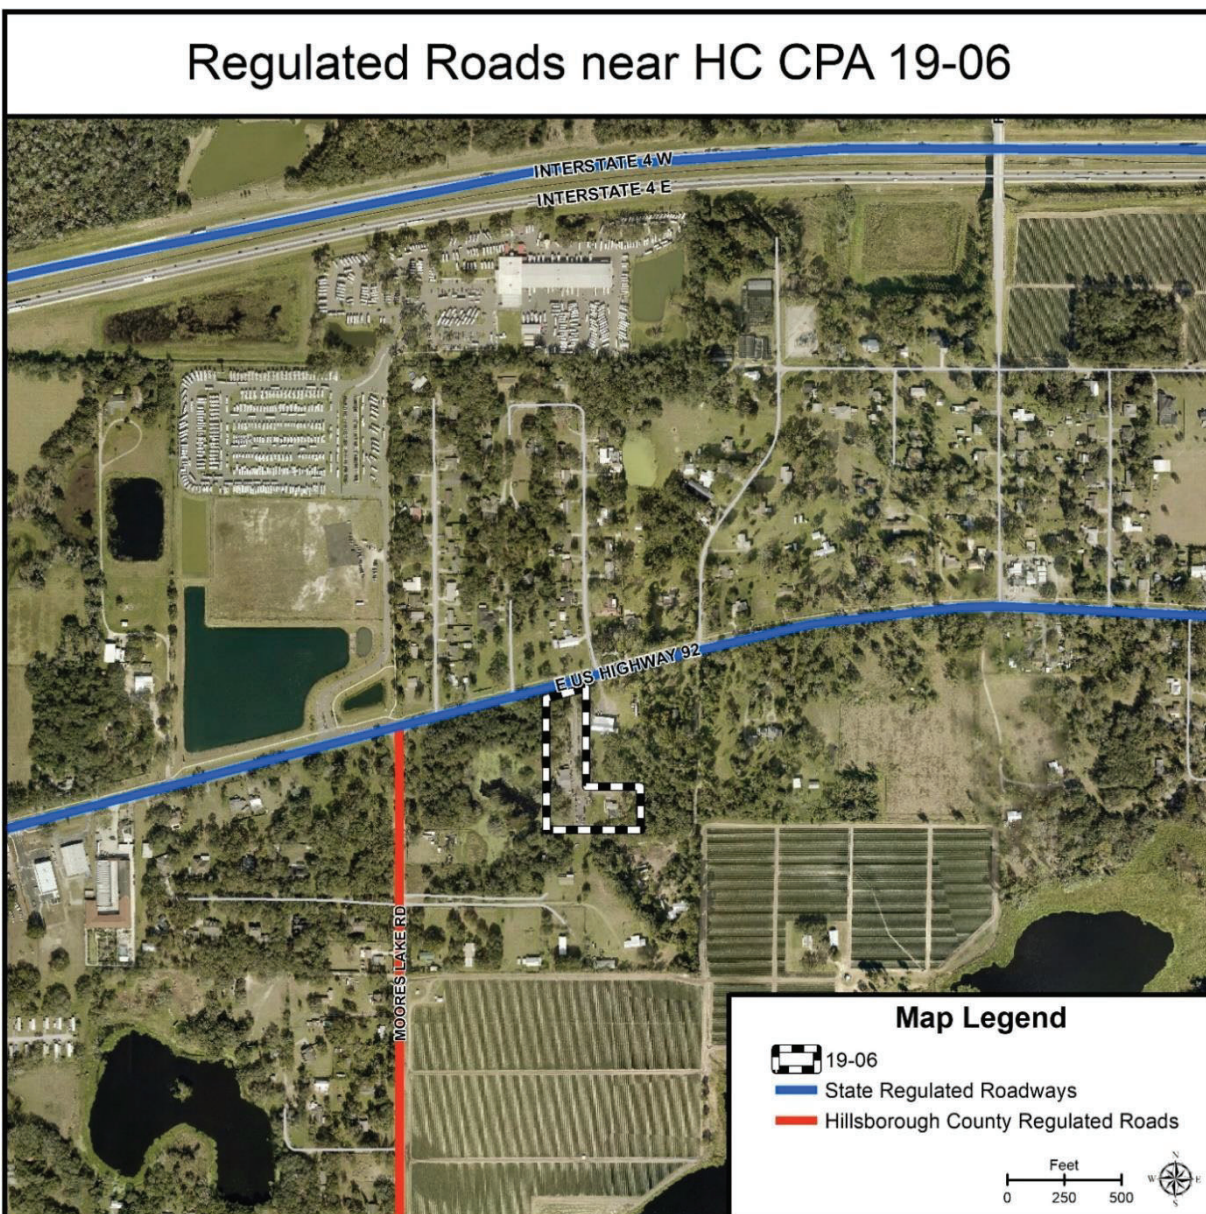 Regulated Roads near HC CPA 19-06
INTERSTATE 4 W
INTERSTATE 4 E
E US HIGHWAY 92
MOORES LAKE RD
Map Legend
19-06
State Regulated Roadways
Hillsborough County Regulated Roads
Feet
0 250 500
N
W E
S